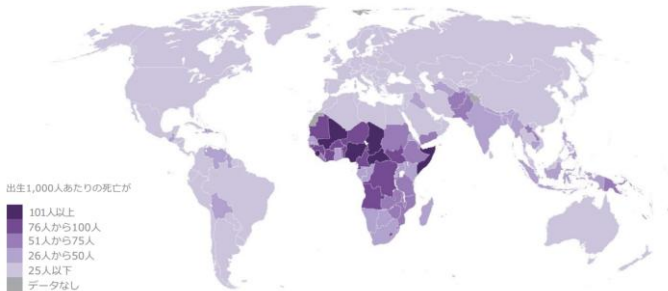 出生1,000人あたりの死亡が
101人以上
76人から100人
51人から75人
26人から50人
25人以下
データなし